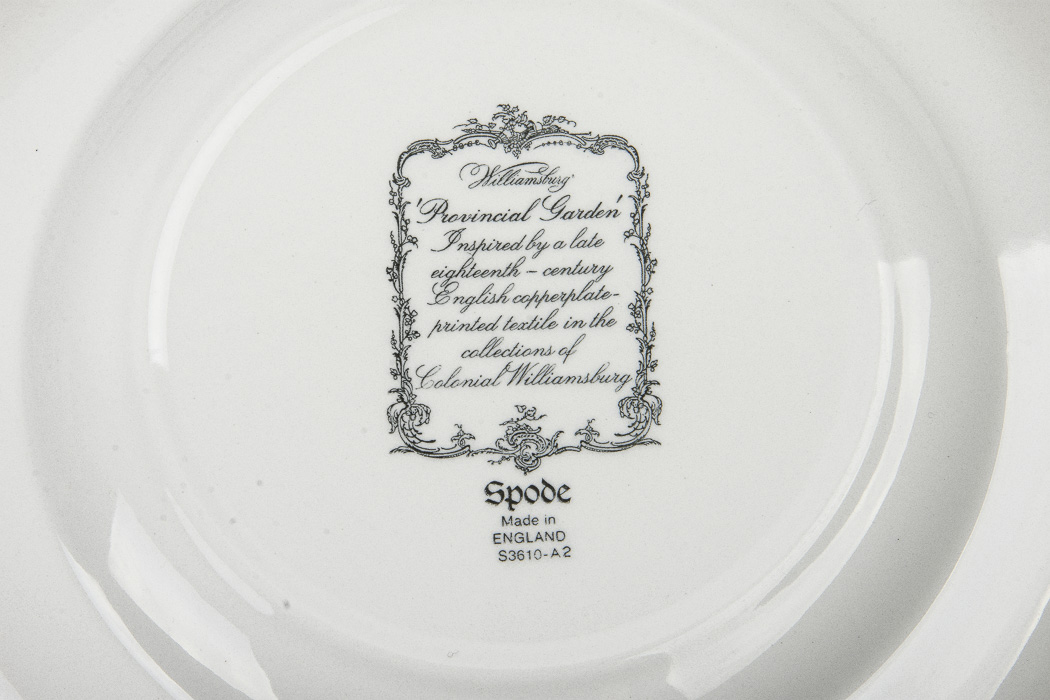 Williamsburg
'Provincial Garden'
Inspired by a late
eighteenth – century
English copperplate-
printed textile in the
collections of
Colonial Williamsburg
Spode
Made in
ENGLAND
S3610-A2